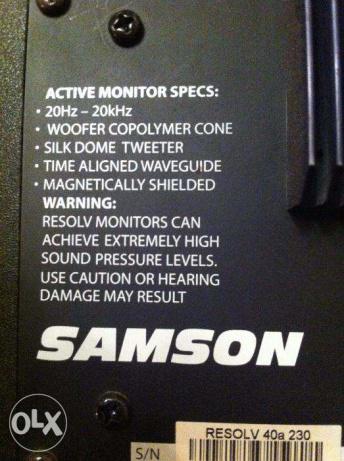 ACTIVE MONITOR SPECS:
• 20Hz – 20kHz
• WOOFER COPOLYMER CONE
• SILK DOME TWEETER
• TIME ALIGNED WAVEGUIDE
• MAGNETICALLY SHIELDED
WARNING:
RESOLV MONITORS CAN
ACHIEVE EXTREMELY HIGH
SOUND PRESSURE LEVELS.
USE CAUTION OR HEARING
DAMAGE MAY RESULT
SAMSON
OLX
RESOLV 40a 230
S/N